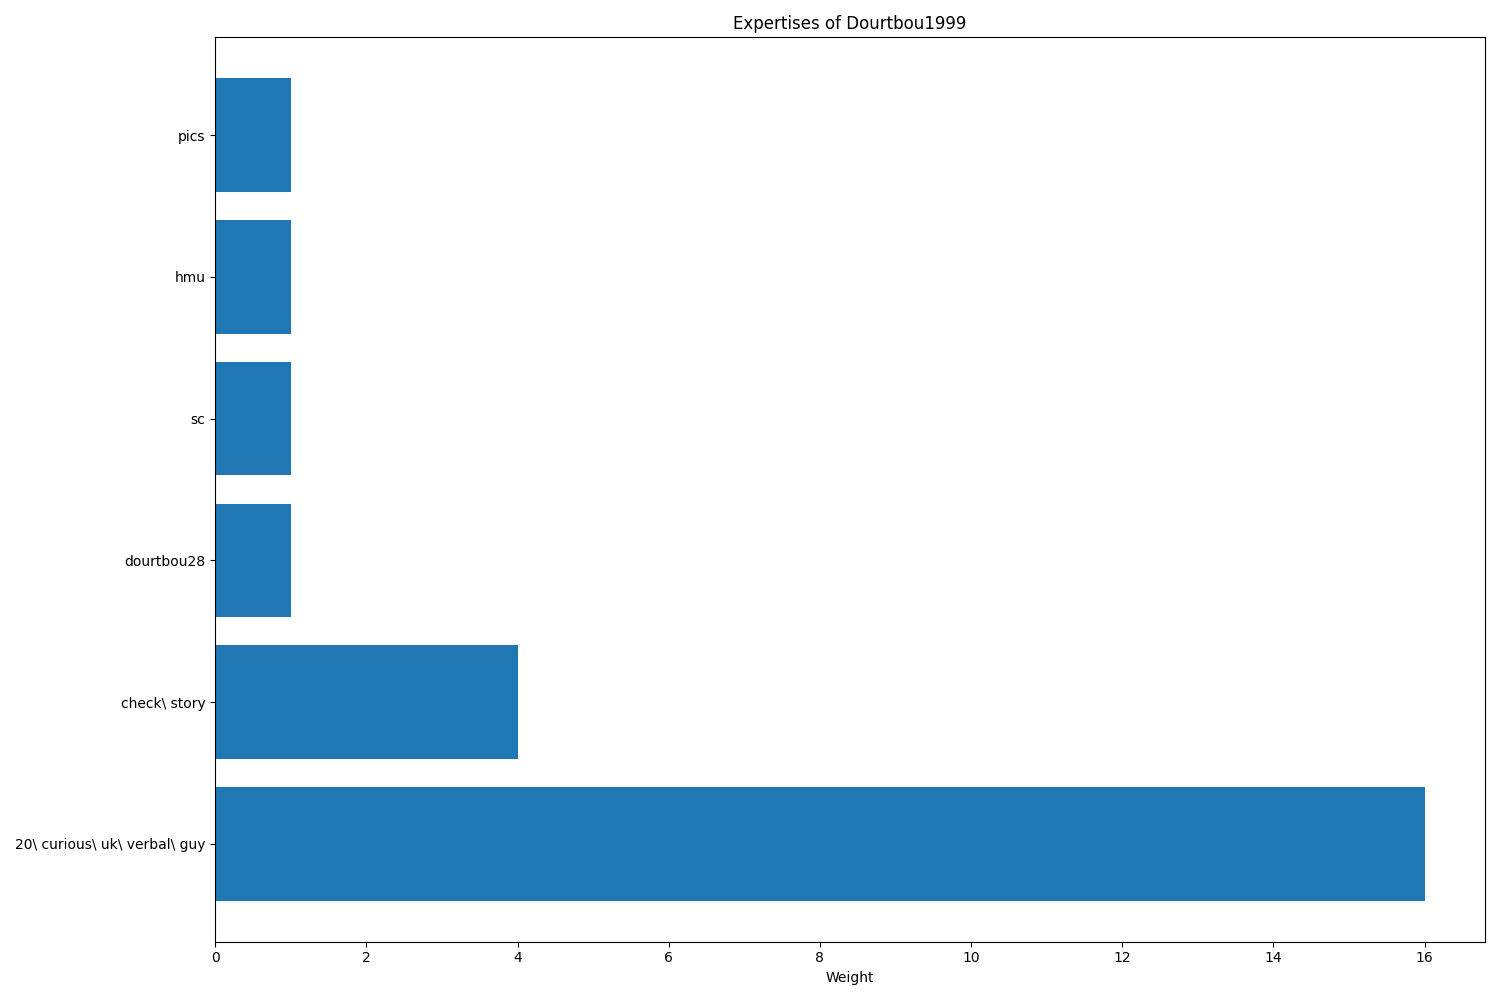 Expertises of Dourtbou1999
pics
hmu
sc
dourtbou28
check\ story
20\ curious\ uk\ verbal\ guy
0 2 4 6 8 10 12 14 16
Weight